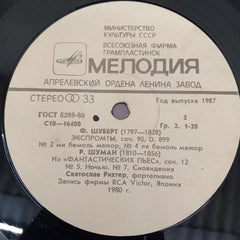 МИНИСТЕРСТВО
КУЛЬТУРЫ СССР
ВСЕСОЮЗНАЯ ФИРМА
ГРАМПЛАСТИНОК
МЕЛОДИЯ
АПРЕЛЕВСКИЙ ОРДЕНА ЛЕНИНА ЗАВОД
СТЕРЕО 33
Год выпуска 1987
ГОСТ 5289-80
2
С10—16400
Гр. 2. 1-20
Ф. ШУБЕРТ (1797—1828)
ЭКСПРОМТЫ, соч. 90, D. 899
№ 2 ми бемоль мажор, № 4 ля бемоль мажор
Р. ШУМАН (1810—1856)
Из «ФАНТАСТИЧЕСКИХ ПЬЕС», соч. 12
№ 5. Ночью. № 7. Сновидения
Святослав Рихтер, фортепиано
Запись фирмы RCA Victor, Япония
1980 г.